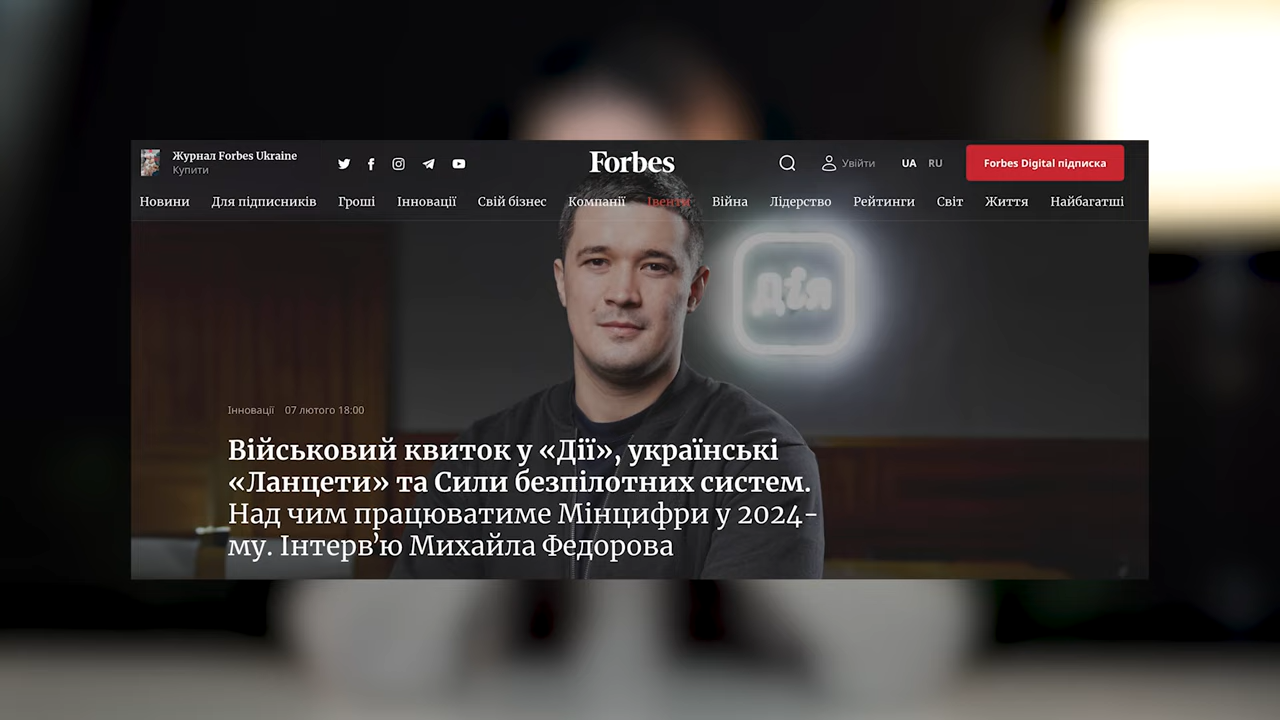 Журнал Forbes Ukraine
Купити
Forbes
Увійти
UA RU
Forbes Digital підписка
Новини Для підписників Гроші Інновації Свій бізнес Компанії Івенти Війна Лідерство Рейтинги Світ Життя Найбагатші
Дія
Інновації 07 лютого 18:00
Військовий квиток у «Дії», українські
«Ланцети» та Сили безпілотних систем.
Над чим працюватиме Мінцифри у 2024-
му. Інтерв’ю Михайла Федорова